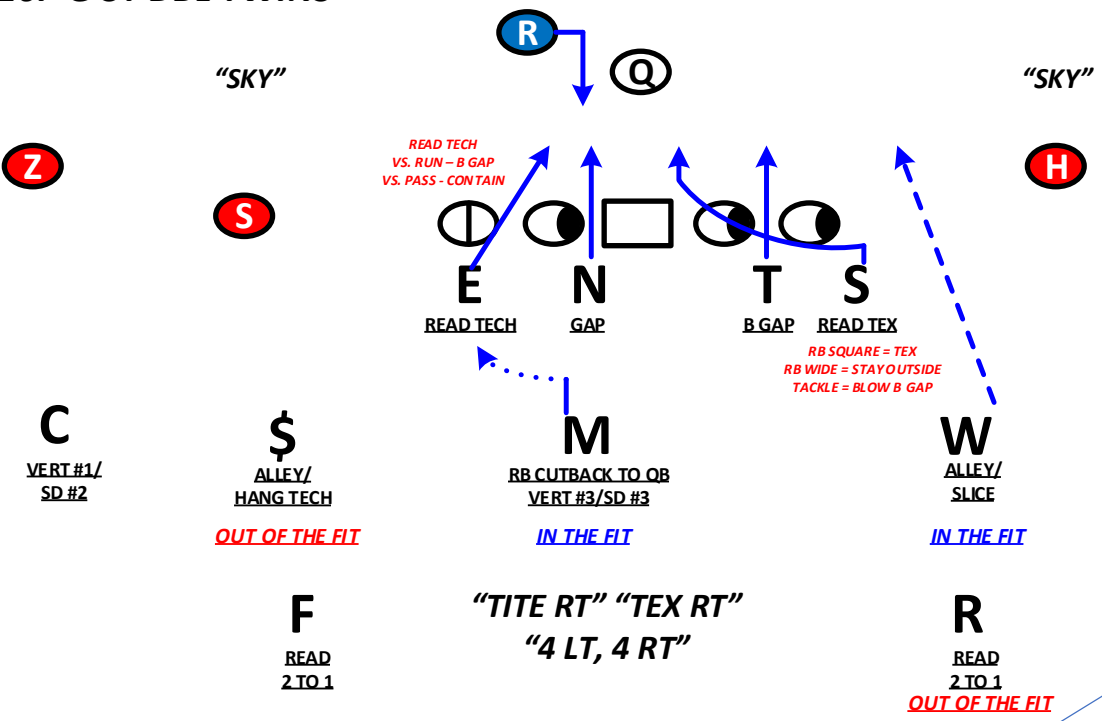 R
Q
“SKY”
“SKY”
READ TECH
VS. RUN – B GAP
VS. PASS - CONTAIN
Z
H
S
E
N
T
S
READ TECH
GAP
B GAP
READ TEX
RB SQUARE = TEX
RB WIDE = STAY OUTSIDE
TACKLE = BLOW B GAP
C
$
M
W
VERT #1/
SD #2
ALLEY/
HANG TECH
RB CUTBACK TO QB
VERT #3/SD #3
ALLEY/
SLICE
OUT OF THE FIT
IN THE FIT
IN THE FIT
F
“TITE RT” “TEX RT”
“4 LT, 4 RT”
R
READ
2 TO 1
READ
2 TO 1
OUT OF THE FIT